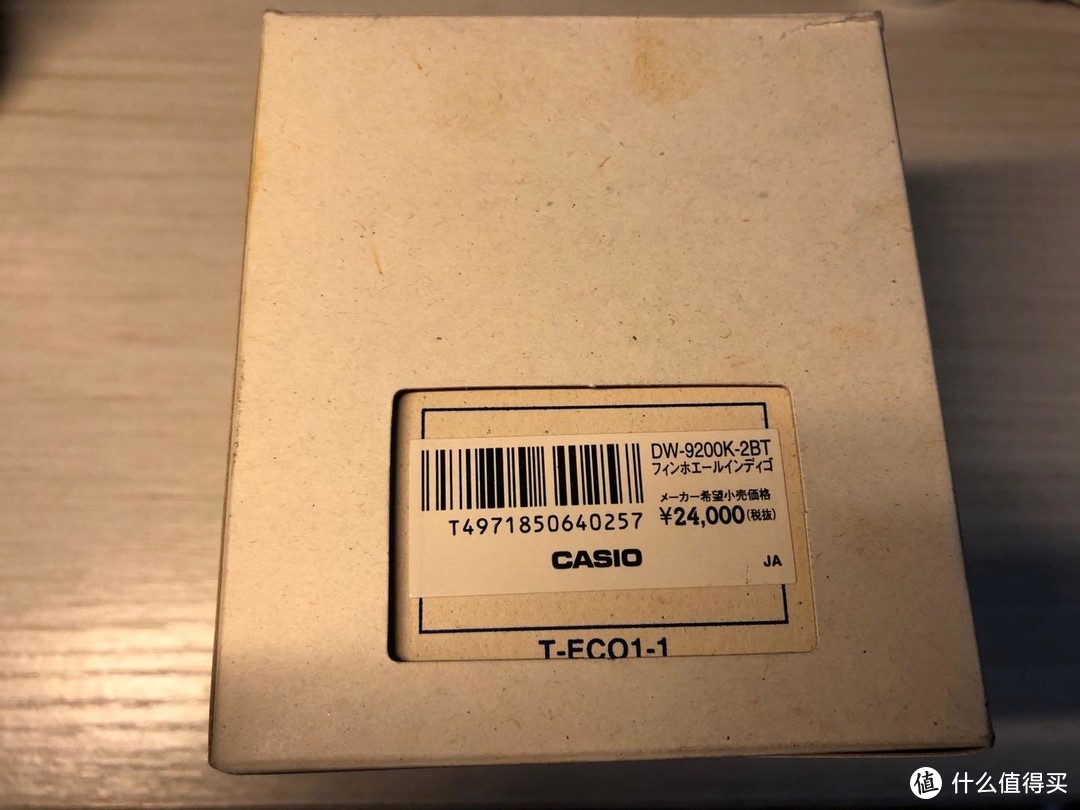 DW-9200K-2BT
フィンホエールインディゴ
メーカー希望小売価格
¥24,000(税抜)
T4971850640257
CASIO
JA
T-ECO1-1
值 什么值得买